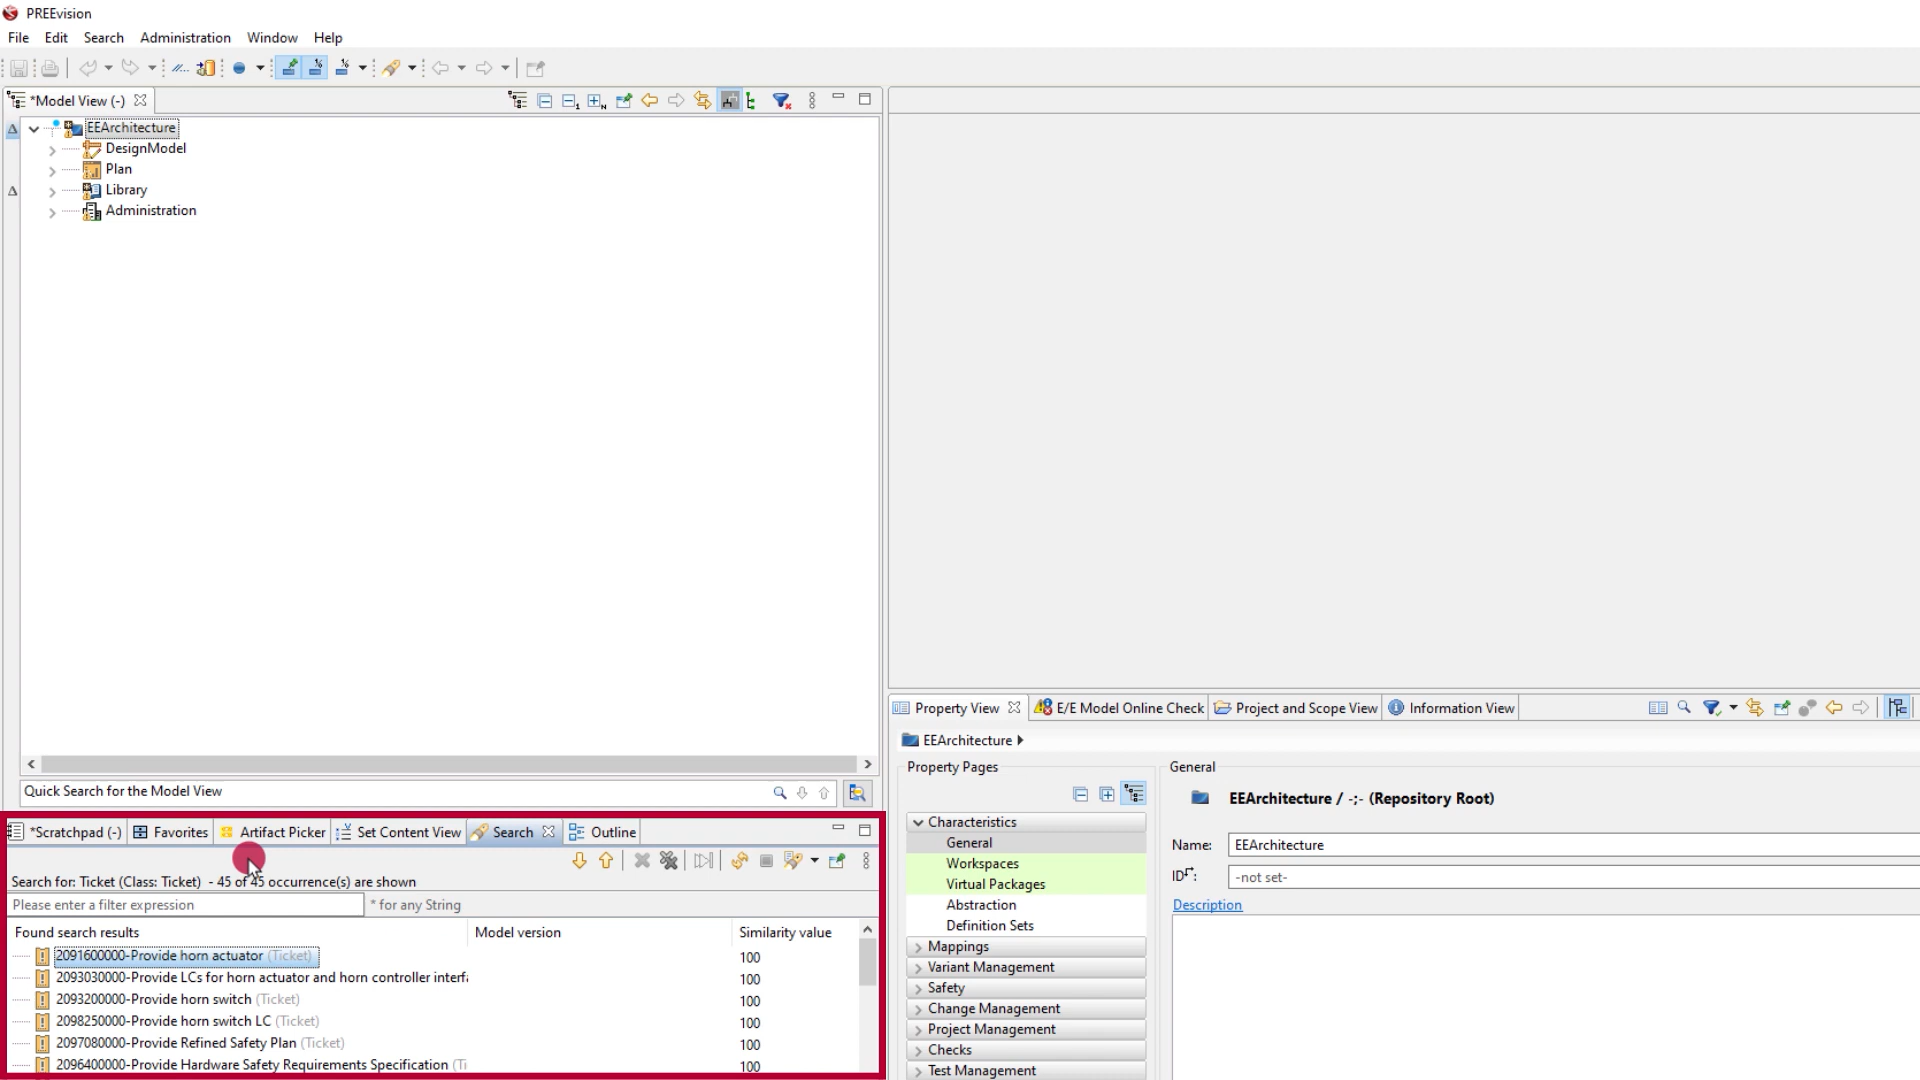 PREEvision
File Edit Search Administration Window Help
*Model View (-)
EEArchitecture
DesignModel
Plan
Library
Administration
Quick Search for the Model View
*Scratchpad (-) Favorites Artifact Picker Set Content View Search Outline
Search for: Ticket (Class: Ticket) - 45 of 45 occurrence(s) are shown
Please enter a filter expression * for any String
Found search results Model version Similarity value
2091600000-Provide horn actuator (Ticket) 100
2093030000-Provide LCs for horn actuator and horn controller interfa 100
2093200000-Provide horn switch (Ticket) 100
2098250000-Provide horn switch LC (Ticket) 100
2097080000-Provide Refined Safety Plan (Ticket) 100
2096400000-Provide Hardware Safety Requirements Specification (Ti 100
Property View E/E Model Online Check Project and Scope View Information View
EEArchitecture
Property Pages
Characteristics
General
Workspaces
Virtual Packages
Abstraction
Definition Sets
Mappings
Variant Management
Safety
Change Management
Project Management
Checks
Test Management
General
EEArchitecture / -;- (Repository Root)
Name: EEArchitecture
ID: -not set-
Description